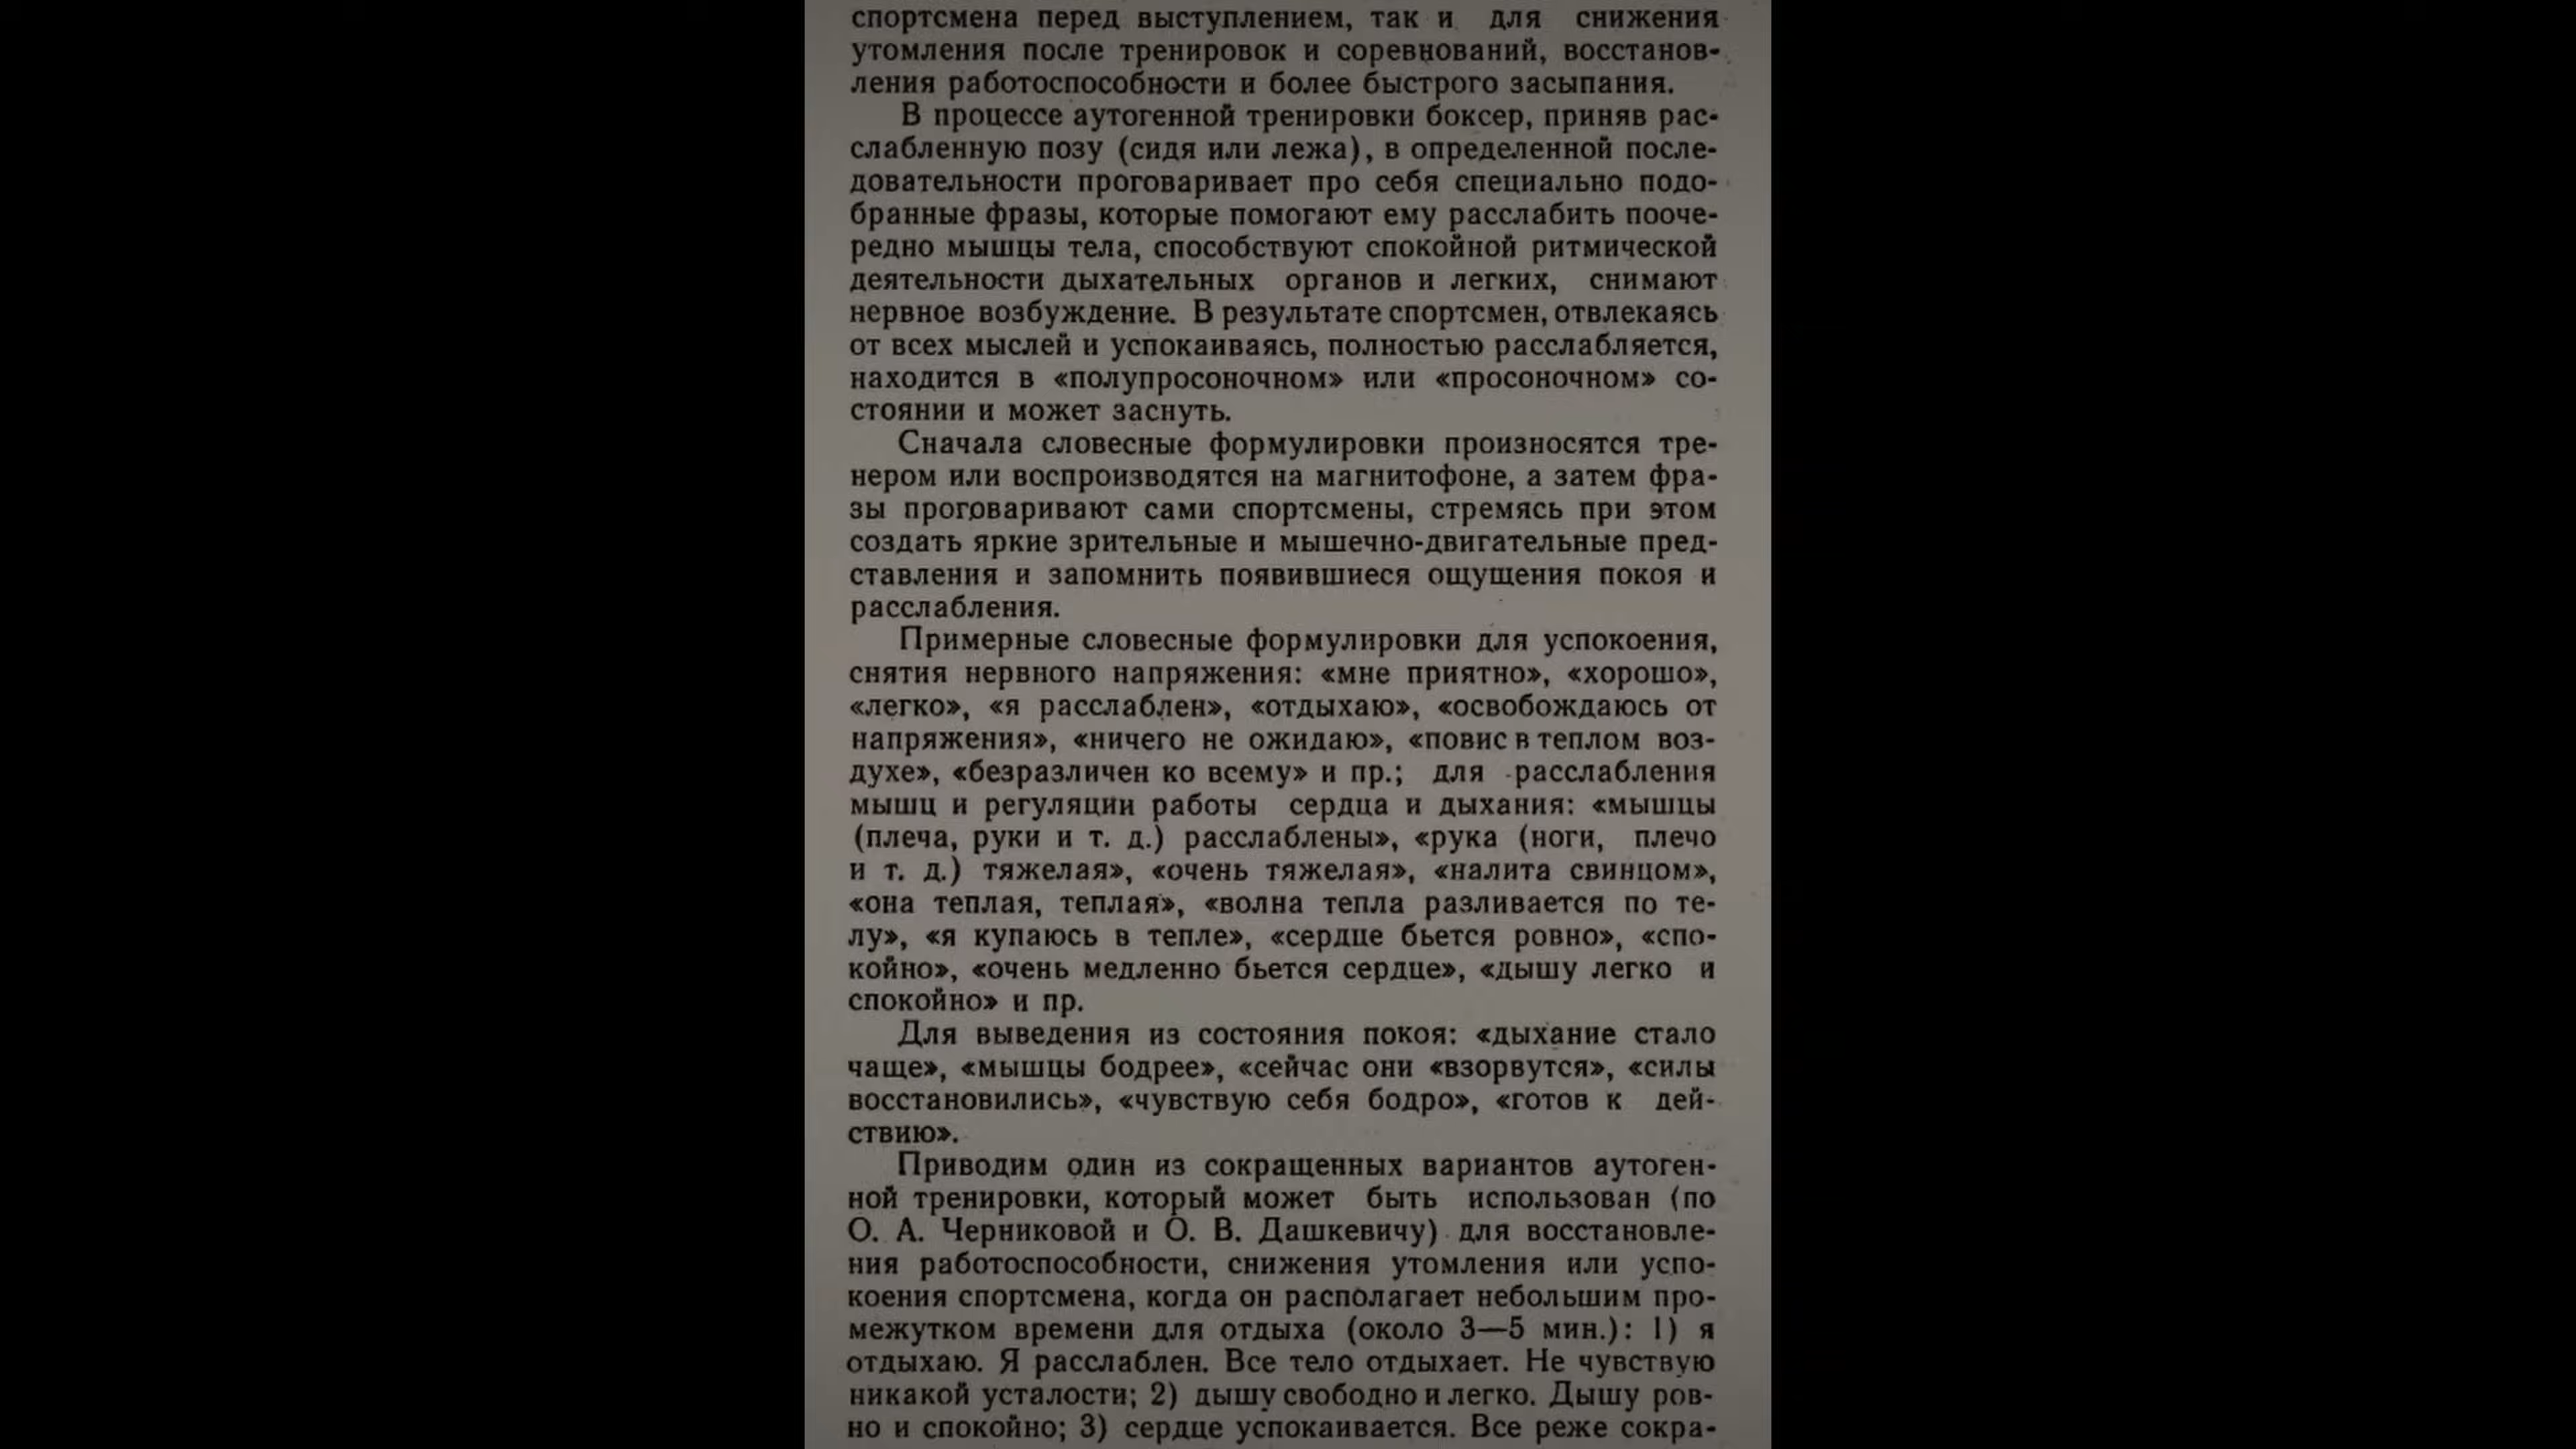 спортсмена перед выступлением, так и для снижения
утомления после тренировок и соревнований, восстанов-
ления работоспособности и более быстрого засыпания.
В процессе аутогенной тренировки боксер, приняв рас-
слабленную позу (сидя или лежа), в определенной после-
довательности проговаривает про себя специально подо-
бранные фразы, которые помогают ему расслабить пооче-
редно мышцы тела, способствуют спокойной ритмической
деятельности дыхательных органов и легких, снимают
нервное возбуждение. В результате спортсмен, отвлекаясь
от всех мыслей и успокаиваясь, полностью расслабляется,
находится в «полупросоночном» или «просоночном» со-
стоянии и может заснуть.
Сначала словесные формулировки произносятся тре-
нером или воспроизводятся на магнитофоне, а затем фра-
зы проговаривают сами спортсмены, стремясь при этом
создать яркие зрительные и мышечно-двигательные пред-
ставления и запомнить появившиеся ощущения покоя и
расслабления.
Примерные словесные формулировки для успокоения,
снятия нервного напряжения: «мне приятно», «хорошо»,
«легко», «я расслаблен», «отдыхаю», «освобождаюсь от
напряжения», «ничего не ожидаю», «повис в теплом воз-
духе», «безразличен ко всему» и пр.; для расслабления
мышц и регуляции работы сердца и дыхания: «мышцы
(плеча, руки и т. д.) расслаблены», «рука (ноги, плечо
и т. д.) тяжелая», «очень тяжелая», «налита свинцом»,
«она теплая, теплая», «волна тепла разливается по те-
лу», «я купаюсь в тепле», «сердце бьется ровно», «спо-
койно», «очень медленно бьется сердце», «дышу легко и
спокойно» и пр.
Для выведения из состояния покоя: «дыхание стало
чаще», «мышцы бодрее», «сейчас они «взорвутся», «силы
восстановились», «чувствую себя бодро», «готов к дей-
ствию».
Приводим один из сокращенных вариантов аутоген-
ной тренировки, который может быть использован (по
О. А. Черниковой и О. В. Дашкевичу) для восстановле-
ния работоспособности, снижения утомления или успо-
коения спортсмена, когда он располагает небольшим про-
межутком времени для отдыха (около 3—5 мин.): 1) я
отдыхаю. Я расслаблен. Все тело отдыхает. Не чувствую
никакой усталости; 2) дышу свободно и легко. Дышу ров-
но и спокойно; 3) сердце успокаивается. Все реже сокра-